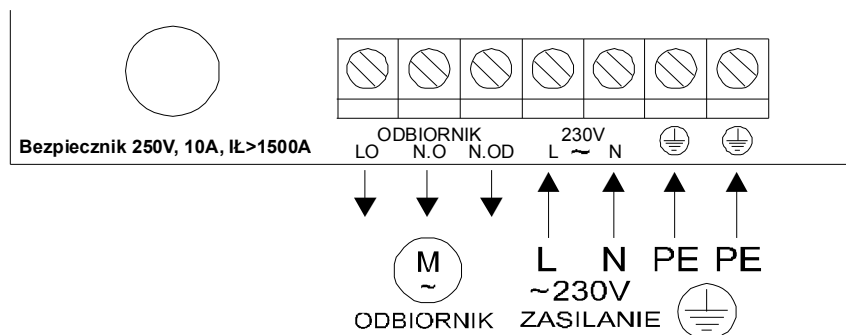 Bezpiecznik 250V, 10A, IŁ>1500A
ODBIORNIK 230V
LO N.O N.OD L ~ N
M
~
L N PE PE
~230V
ODBIORNIK ZASILANIE